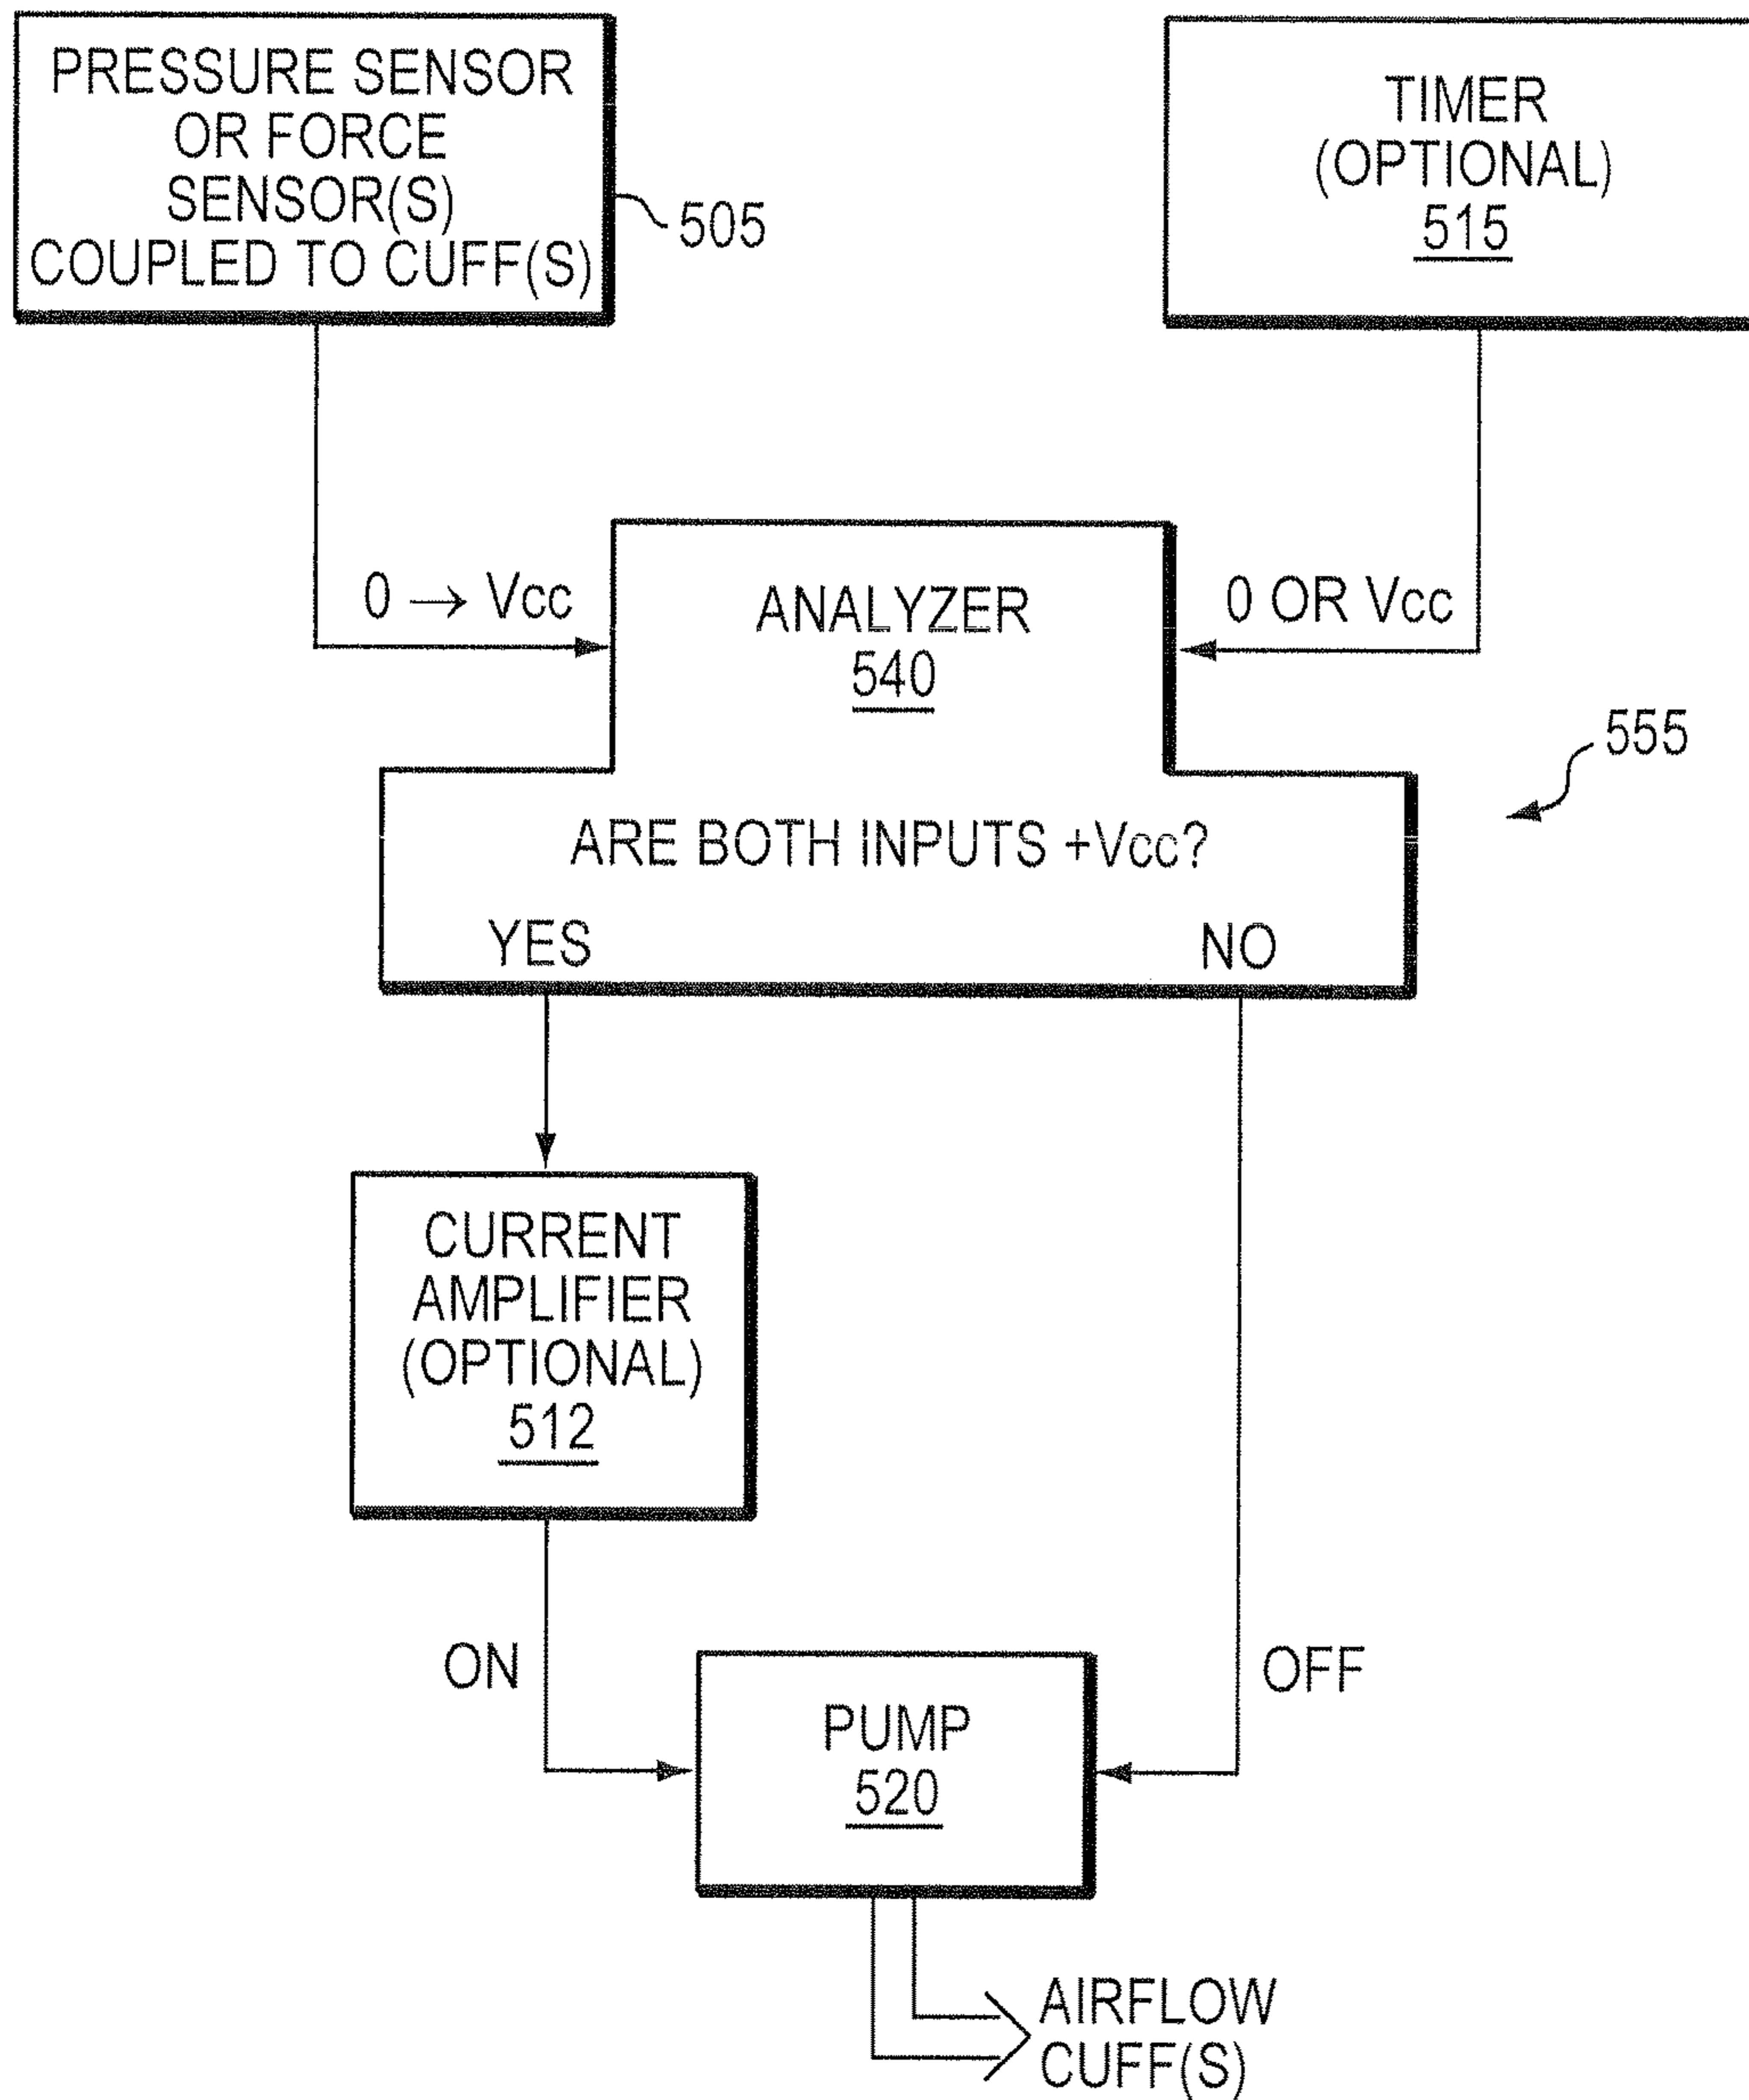 PRESSURE SENSOR
OR FORCE
SENSOR(S)
COUPLED TO CUFF(S)
505
TIMER
(OPTIONAL)
515
0 → Vcc
ANALYZER
540
0 OR Vcc
555
ARE BOTH INPUTS +Vcc?
YES
NO
CURRENT
AMPLIFIER
(OPTIONAL)
512
ON
OFF
PUMP
520
AIRFLOW
CUFF(S)